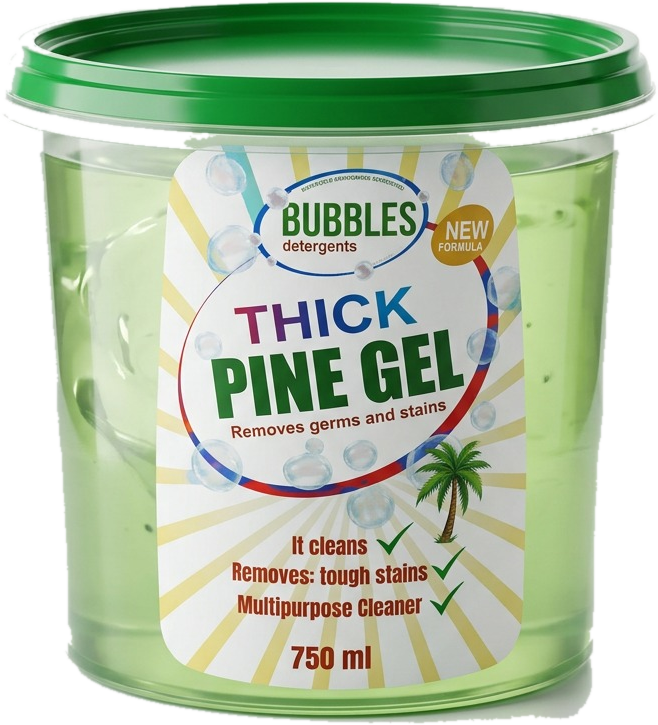 BUBBLES
detergents
NEW
FORMULA
THICK
PINE GEL
Removes germs and stains
It cleans
Removes: tough stains
Multipurpose Cleaner
750 ml